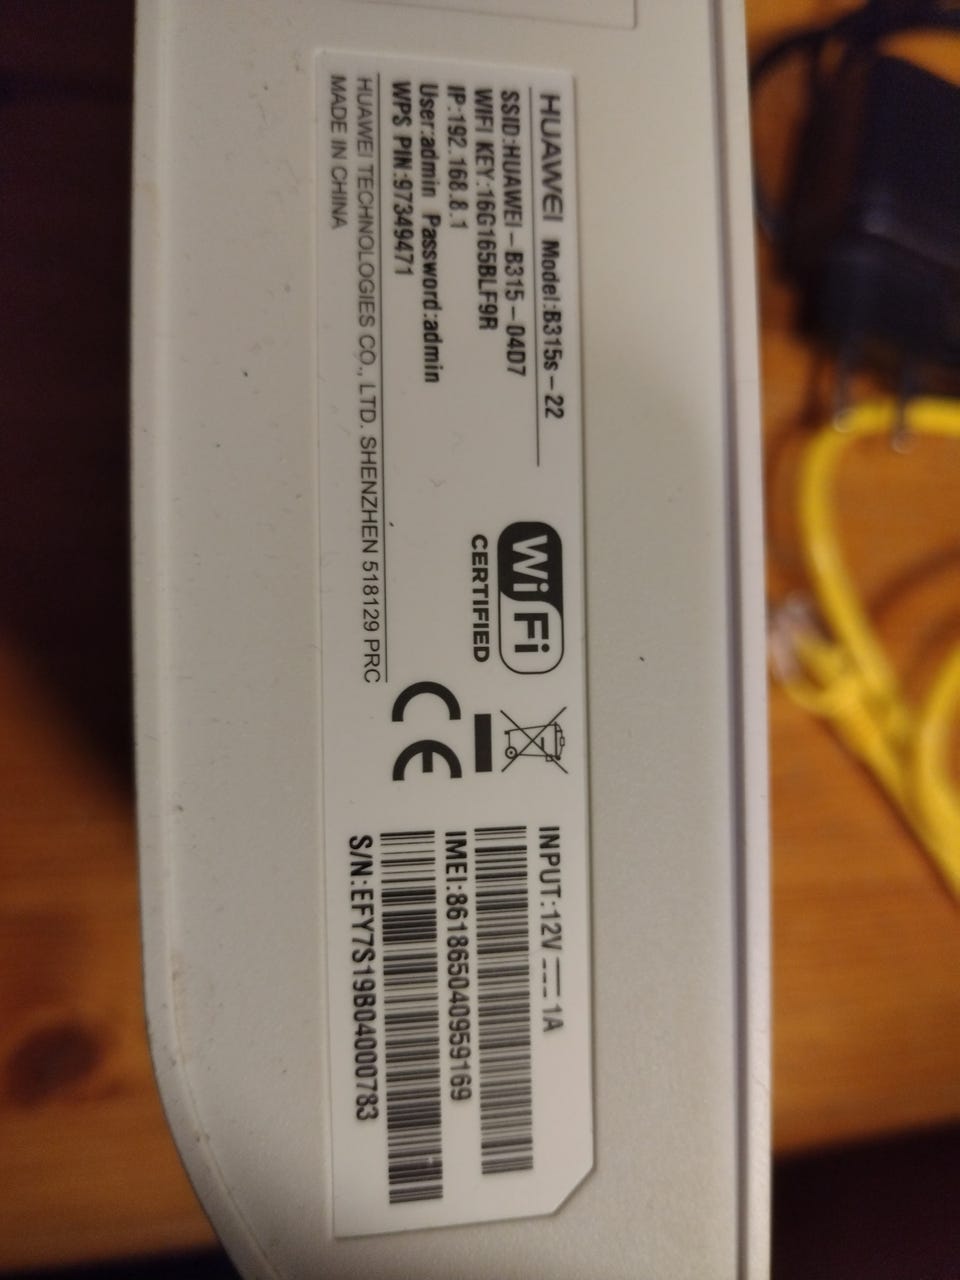 HUAWEI Model:B315s-22
SSID:HUAWEI-B315-04D7
WIFI KEY:16G165BLF9R
IP:192.168.8.1
User:admin Password:admin
WPS PIN:97349471
HUAWEI TECHNOLOGIES CO., LTD. SHENZHEN 518129 PRC
MADE IN CHINA
Wi Fi
CERTIFIED
CE
INPUT:12V 1A
IMEI:861865040959169
S/N:EFY7S19B04000783